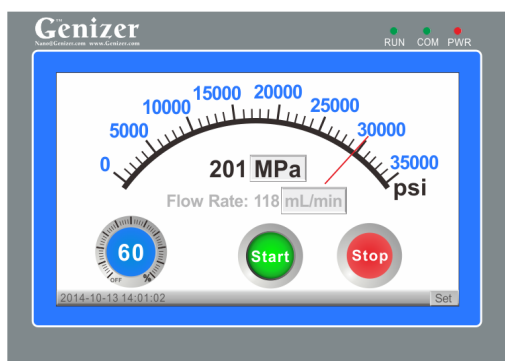 Genizer™
Nano@Genizer.com www.Genizer.com
RUN COM PWR
0 5000 10000 15000 20000 25000 30000 35000
psi
201 MPa
Flow Rate: 118 mL/min
60
OFF %
Start
Stop
2014-10-13 14:01:02 Set